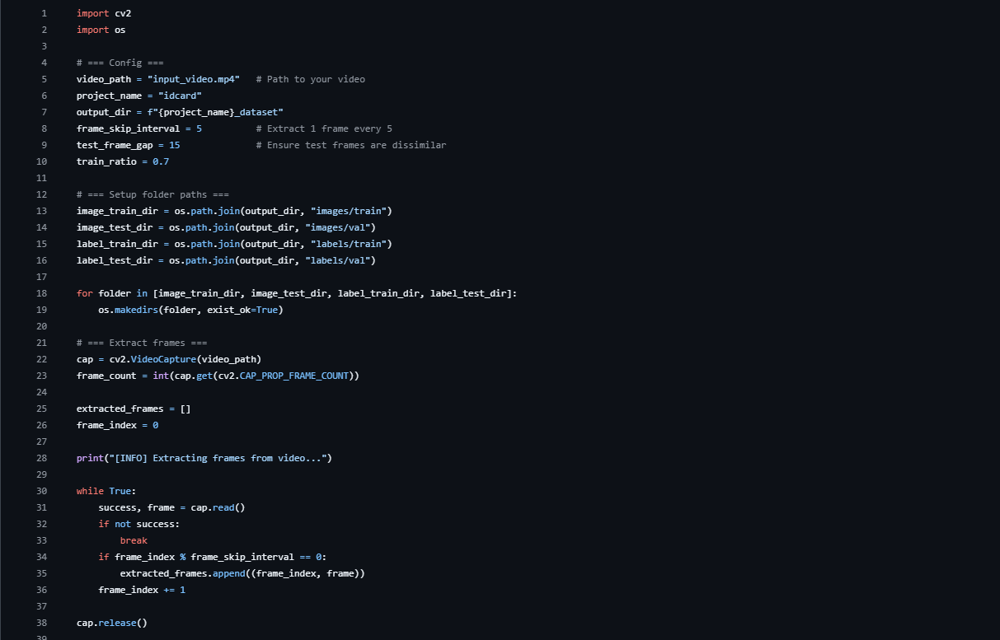 1 import cv2
2 import os
3
4 # === Config ===
5 video_path = "input_video.mp4"   # Path to your video
6 project_name = "idcard"
7 output_dir = f"{project_name}_dataset"
8 frame_skip_interval = 5          # Extract 1 frame every 5
9 test_frame_gap = 15              # Ensure test frames are dissimilar
10 train_ratio = 0.7
11
12 # === Setup folder paths ===
13 image_train_dir = os.path.join(output_dir, "images/train")
14 image_test_dir = os.path.join(output_dir, "images/val")
15 label_train_dir = os.path.join(output_dir, "labels/train")
16 label_test_dir = os.path.join(output_dir, "labels/val")
17
18 for folder in [image_train_dir, image_test_dir, label_train_dir, label_test_dir]:
19     os.makedirs(folder, exist_ok=True)
20
21 # === Extract frames ===
22 cap = cv2.VideoCapture(video_path)
23 frame_count = int(cap.get(cv2.CAP_PROP_FRAME_COUNT))
24
25 extracted_frames = []
26 frame_index = 0
27
28 print("[INFO] Extracting frames from video...")
29
30 while True:
31     success, frame = cap.read()
32     if not success:
33         break
34     if frame_index % frame_skip_interval == 0:
35         extracted_frames.append((frame_index, frame))
36     frame_index += 1
37
38 cap.release()
39